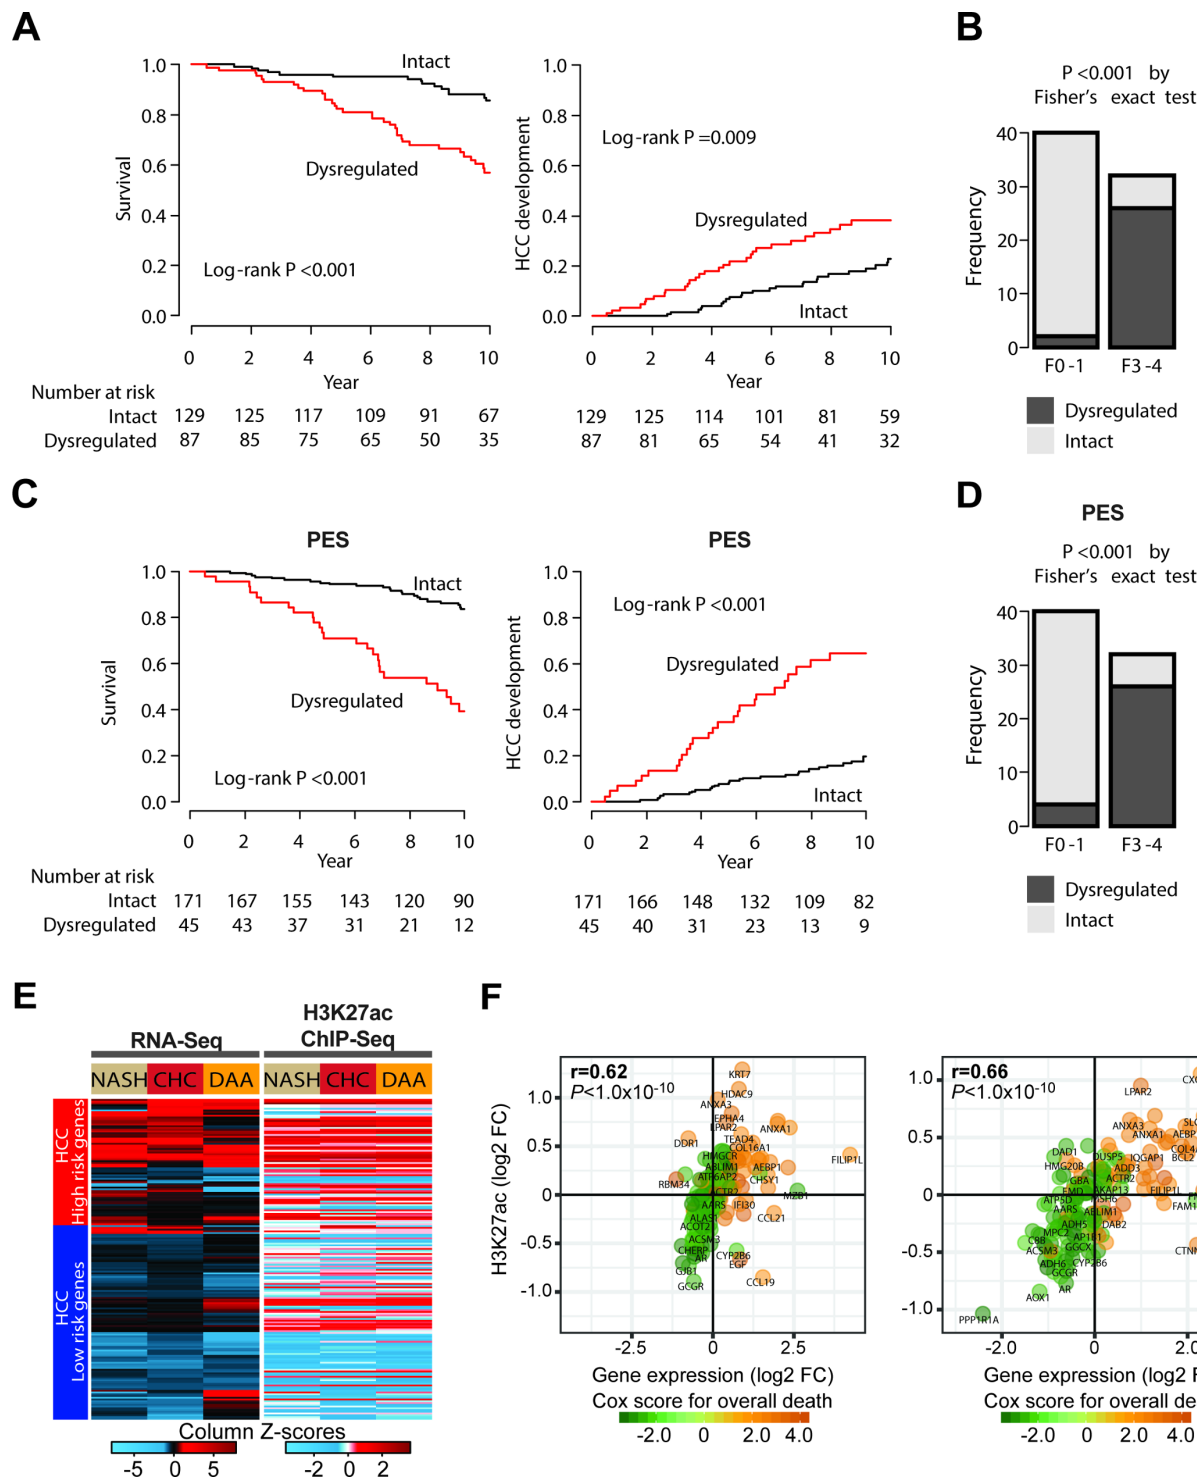 A
B
Intact
Dysregulated
Log-rank P <0.001
Survival
1.0
0.8
0.6
0.4
0.2
0.0
0 2 4 6 8 10
Year
Log-rank P =0.009
Dysregulated
Intact
HCC development
1.0
0.8
0.6
0.4
0.2
0.0
0 2 4 6 8 10
Year
Number at risk
Intact 129 125 117 109 91 67
Dysregulated 87 85 75 65 50 35
129 125 114 101 81 59
87 81 65 54 41 32
P <0.001 by
Fisher's exact test
Frequency
40
30
20
10
0
F0-1 F3-4
Dysregulated
Intact
C
D
PES
Intact
Dysregulated
Log-rank P <0.001
Survival
1.0
0.8
0.6
0.4
0.2
0.0
0 2 4 6 8 10
Year
PES
Log-rank P <0.001
Dysregulated
Intact
HCC development
1.0
0.8
0.6
0.4
0.2
0.0
0 2 4 6 8 10
Year
Number at risk
Intact 171 167 155 143 120 90
Dysregulated 45 43 37 31 21 12
171 166 148 132 109 82
45 40 31 23 13 9
PES
P <0.001 by
Fisher's exact test
Frequency
40
30
20
10
0
F0-1 F3-4
Dysregulated
Intact
E
RNA-Seq
H3K27ac
ChIP-Seq
NASH CHC DAA NASH CHC DAA
HCC
High risk genes
HCC
Low risk genes
Column Z-scores
-5 0 5
-2 0 2
F
r=0.62
P<1.0x10-10
H3K27ac (log2 FC)
1.0
0.5
0
-0.5
-1.0
KRT7
HDAC9
ANXA3
EPHA4
LPAR2
ANXA1
TEAD4
DDR1
COL16A1
HMGCR
FILIP1L
ABLIM1
AEBP1
ATP6AP2
CHSY1
RBM34
ACTR2
MZB1
AARS
IFI30
ALAS1
CCL21
ACOT2
ACSM3
CHERP
AR
CYP2B6
EGF
GJB1
GCGR
CCL19
-2.5 0 2.5
Gene expression (log2 FC)
Cox score for overall death
-2.0 0 2.0 4.0
r=0.66
P<1.0x10-10
1.0
0.5
0
-0.5
-1.0
LPAR2
ANXA3
ANXA1
AEBP
DAD1
COL4A
DUSP5
IQGAP1
BCL2
HMG20B
ADD3
GBA
ACTR2
EMD
AKAP13
FILIP1L
ATP5D
MSH6
FAM1
AARS
ABLIM1
ADH5
DAB2
MPC2
AP1B1
C8B
GGCX
ACSM3
CTNM
ADH6
CYP2B6
GCGR
AOX1
AR
PPP1R1A
-2.0 0 2.0
Gene expression (log2 F
Cox score for overall dea
-2.0 0 2.0 4.0